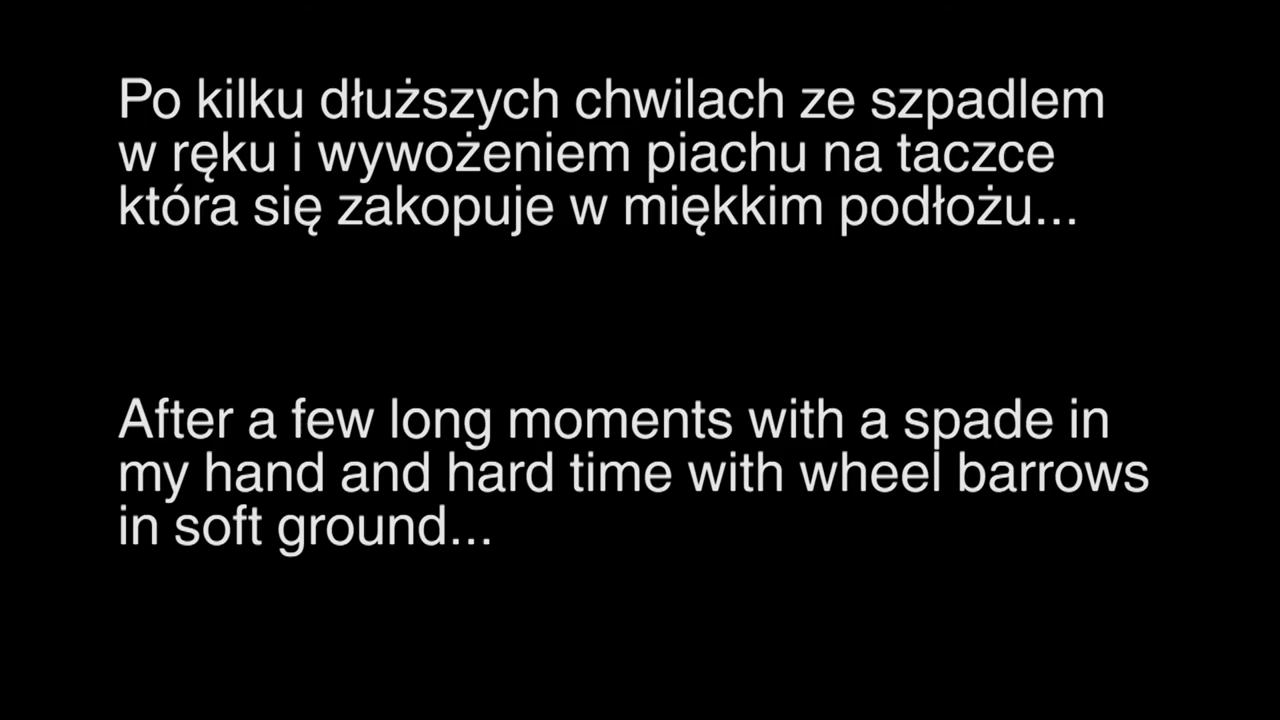 Po kilku dłuższych chwilach ze szpadlem
w ręku i wywożeniem piachu na taczce
która się zakopuje w miękkim podłożu...
After a few long moments with a spade in
my hand and hard time with wheel barrows
in soft ground...